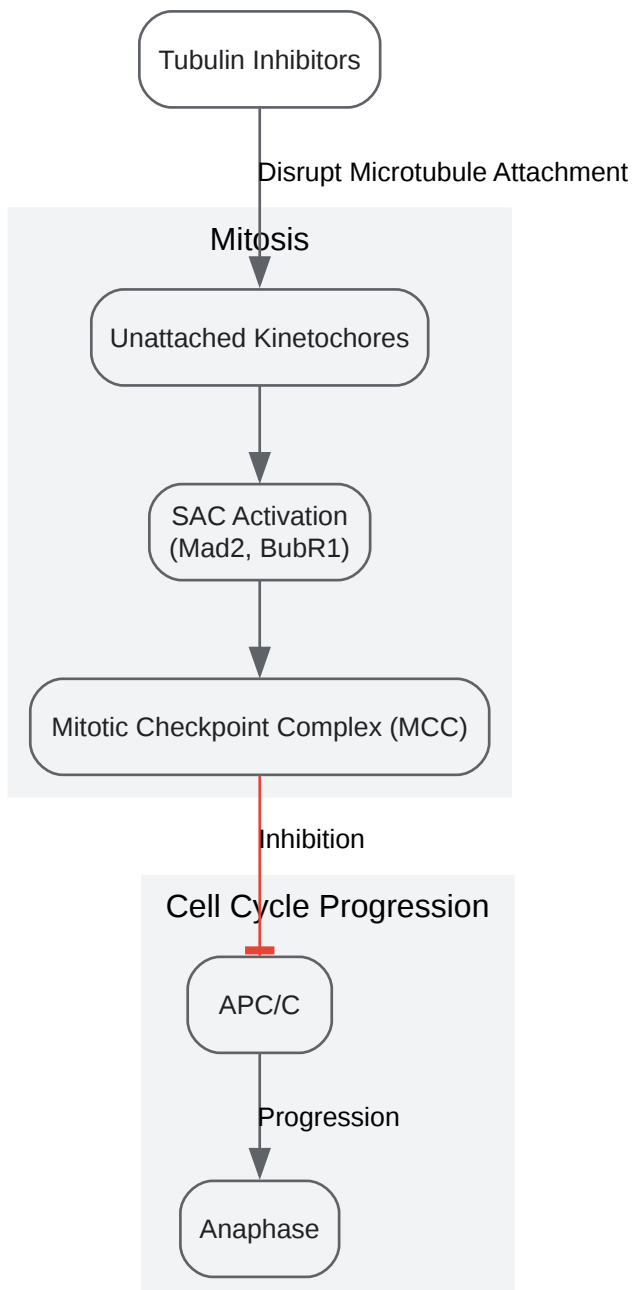 Tubulin Inhibitors
Disrupt Microtubule Attachment
Mitosis
Unattached Kinetochores
SAC Activation
(Mad2, BubR1)
Mitotic Checkpoint Complex (MCC)
Inhibition
Cell Cycle Progression
APC/C
Progression
Anaphase